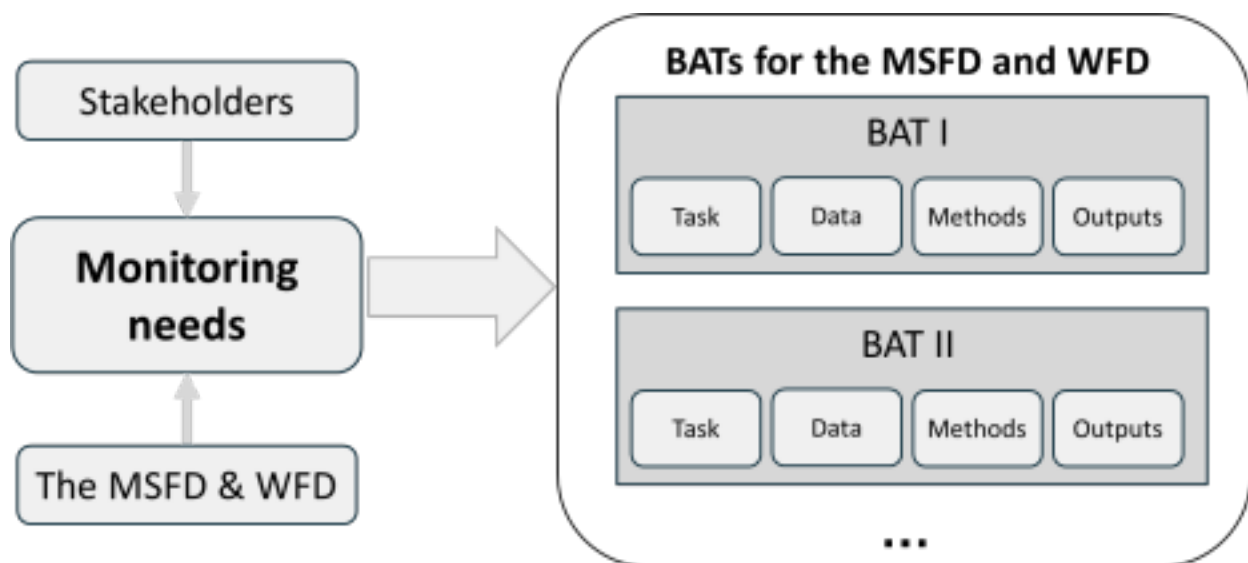 Stakeholders
Monitoring
needs
The MSFD & WFD
BATs for the MSFD and WFD
BAT I
Task Data Methods Outputs
BAT II
Task Data Methods Outputs
...